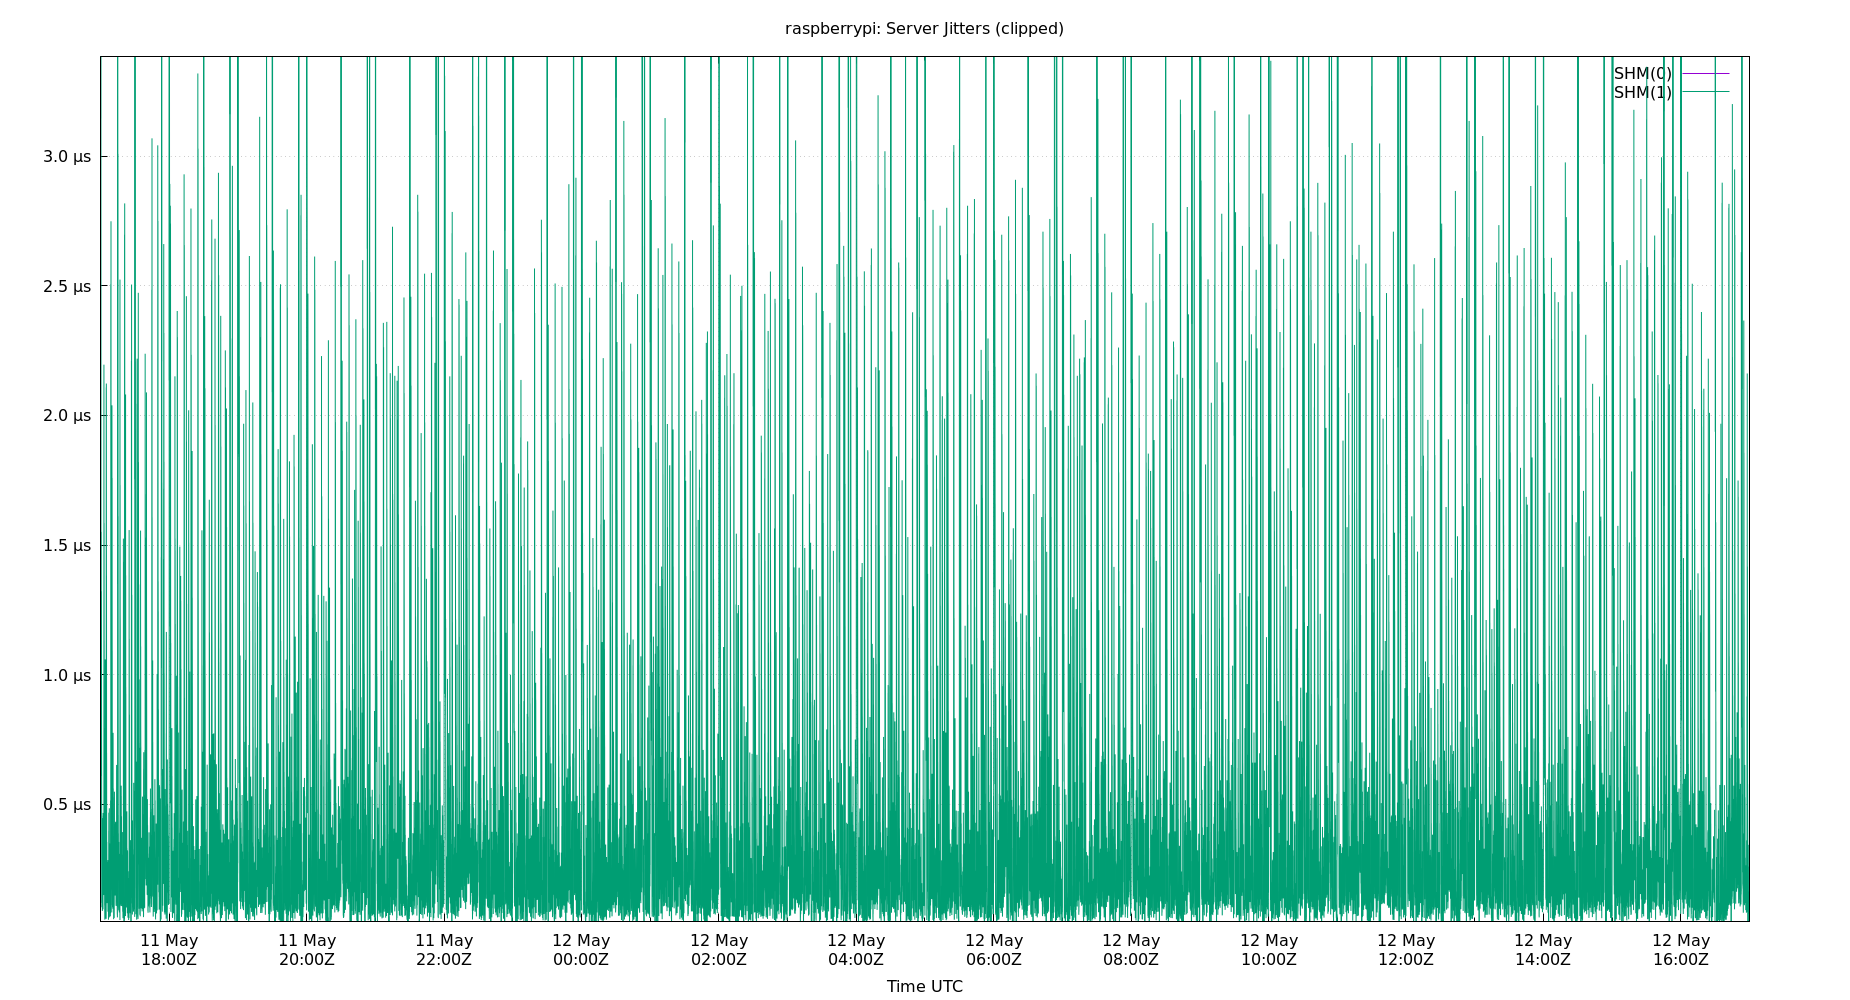 raspberrypi: Server Jitters (clipped)
SHM(0)
SHM(1)
3.0 µs
2.5 µs
2.0 µs
1.5 µs
1.0 µs
0.5 µs
11 May 11 May 11 May 12 May 12 May 12 May 12 May 12 May 12 May 12 May 12 May 12 May
18:00Z 20:00Z 22:00Z 00:00Z 02:00Z 04:00Z 06:00Z 08:00Z 10:00Z 12:00Z 14:00Z 16:00Z
Time UTC